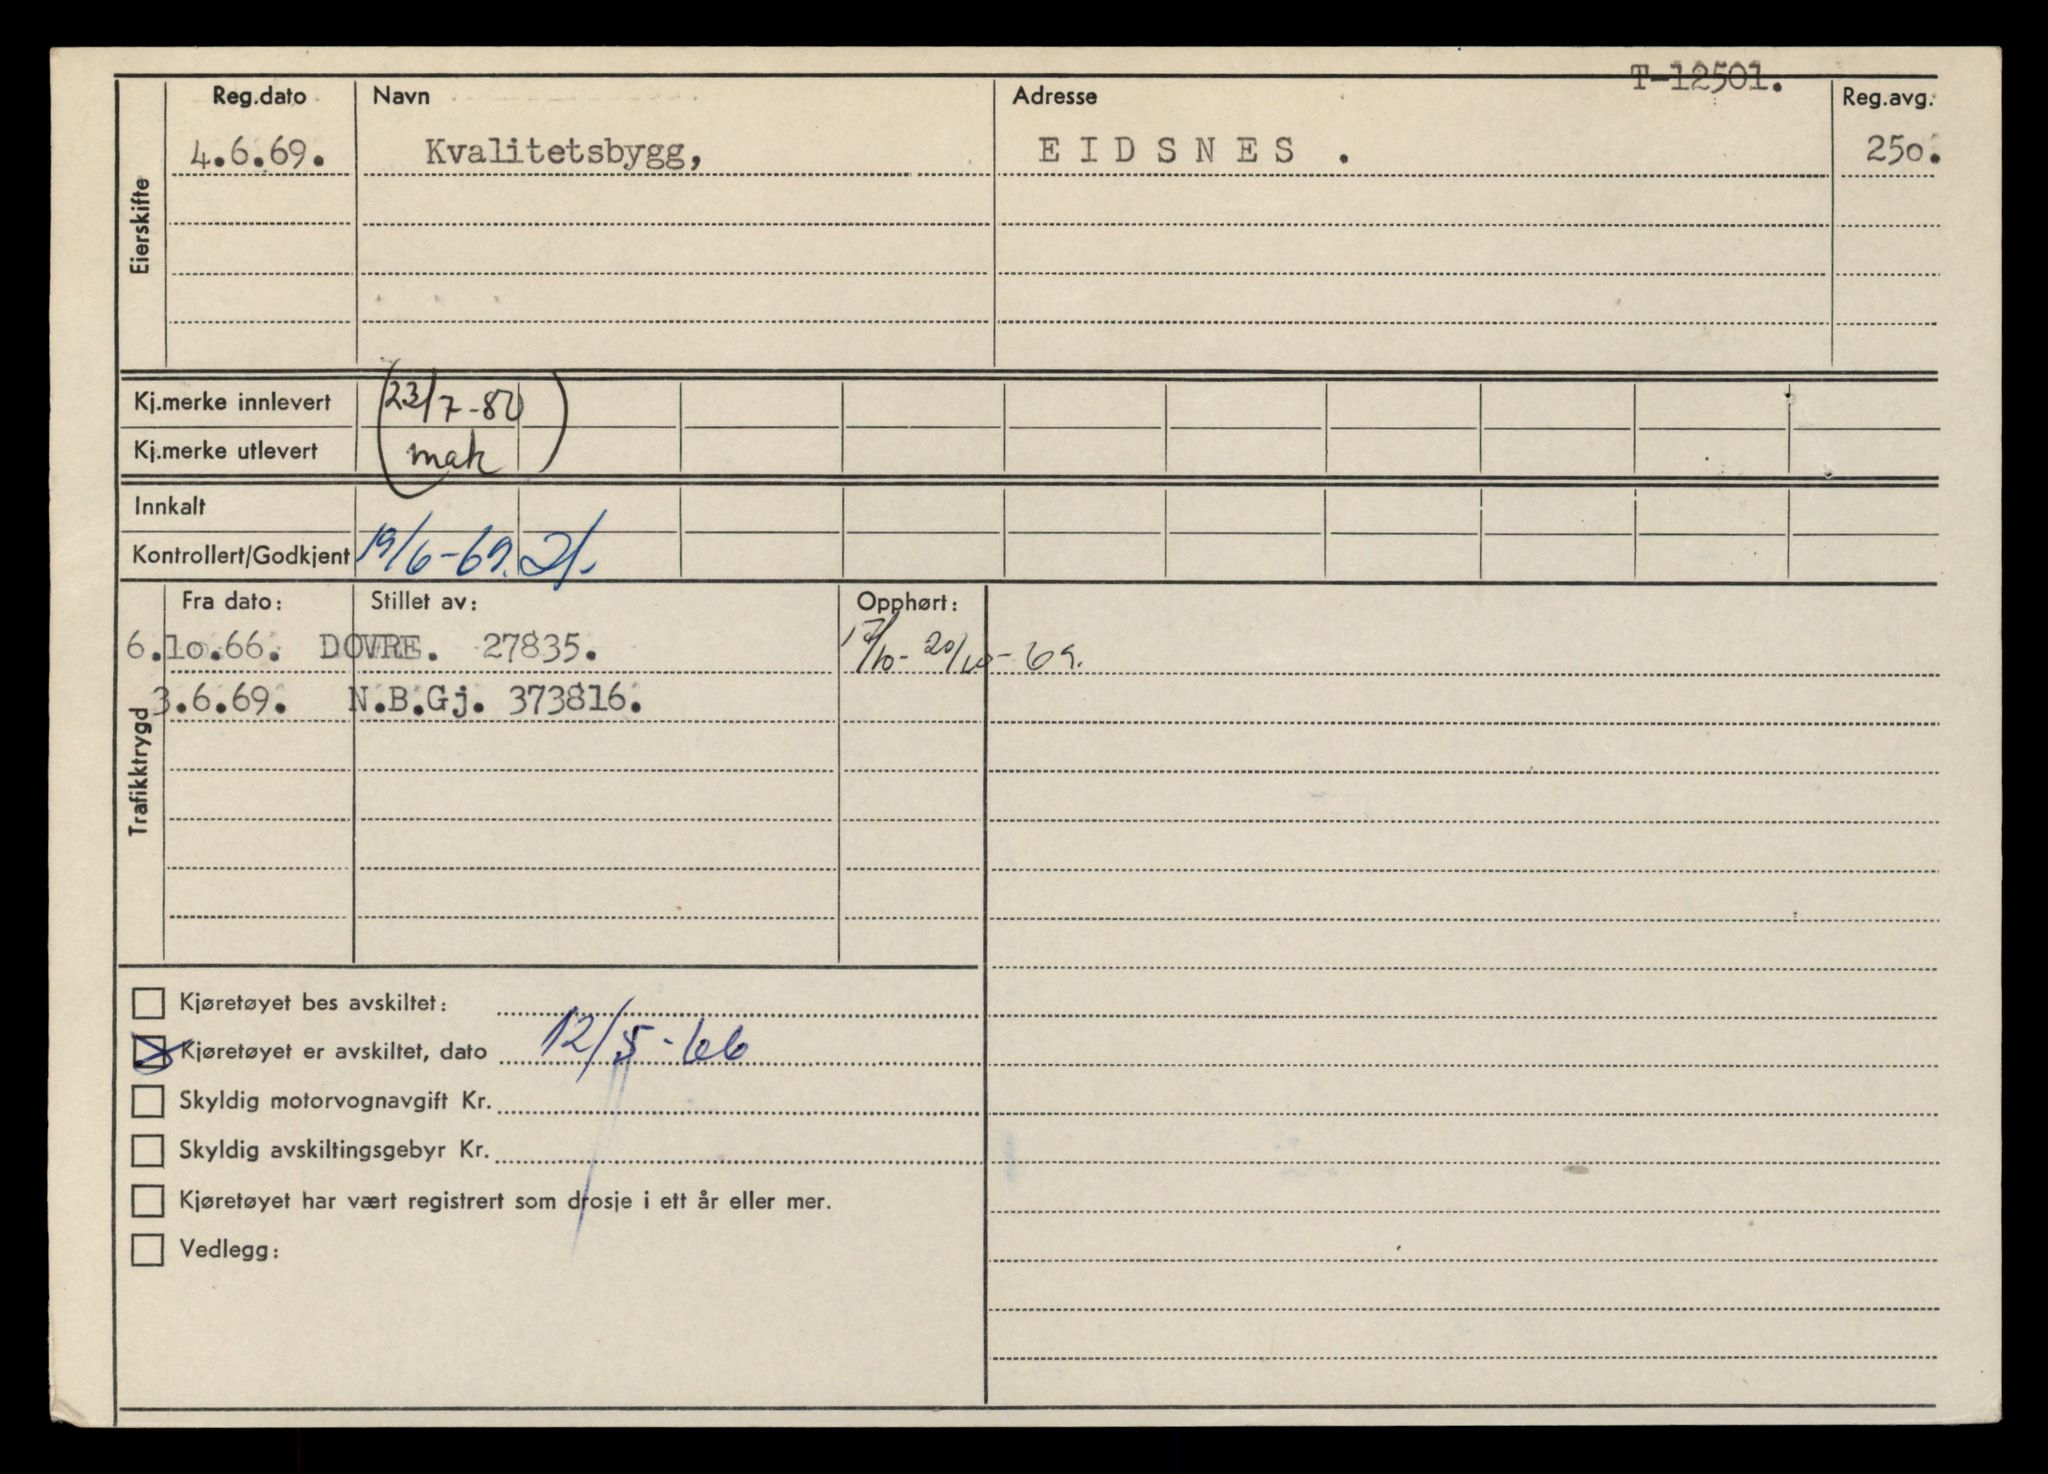 T-12501.
Reg.dato Navn Adresse Reg.avg.
4.6.69. Kvalitetsbygg, EIDSNES . 250.
Eierskifte
Kj.merke innlevert 23/7-80
Kj.merke utlevert mak
Innkalt
Kontrollert/Godkjent 19/6-69.
Fra dato: Stillet av: Opphørt:
6.10.66. DOVRE. 27835. 17/10- 20/10-69.
3.6.69. N.B.Gj. 373816.
Trafikktrygd
Kjøretøyet bes avskiltet:
Kjøretøyet er avskiltet, dato 12/5-66
Skyldig motorvognavgift Kr.
Skyldig avskiltingsgebyr Kr.
Kjøretøyet har vært registrert som drosje i ett år eller mer.
Vedlegg: